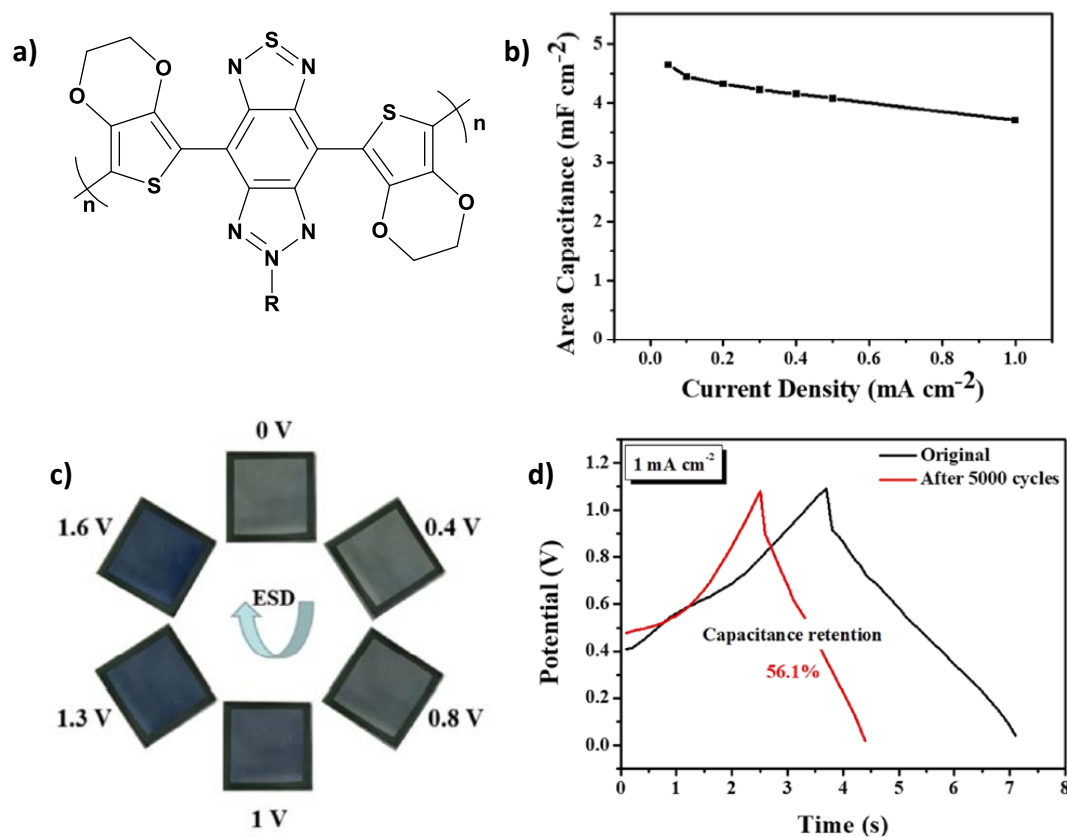 a)
S
N
N
O
O
S
n
S
n
O
O
N
N
N
R
b)
Area Capacitance (mF cm⁻²)
5
4
3
2
1
0
0.0 0.2 0.4 0.6 0.8 1.0
Current Density (mA cm⁻²)
c)
0 V
1.6 V
0.4 V
ESD
1.3 V
0.8 V
1 V
d)
Potential (V)
1 mA cm⁻²
Original
After 5000 cycles
1.2
1.0
0.8
0.6
0.4
0.2
0.0
Capacitance retention
56.1%
0 1 2 3 4 5 6 7 8
Time (s)